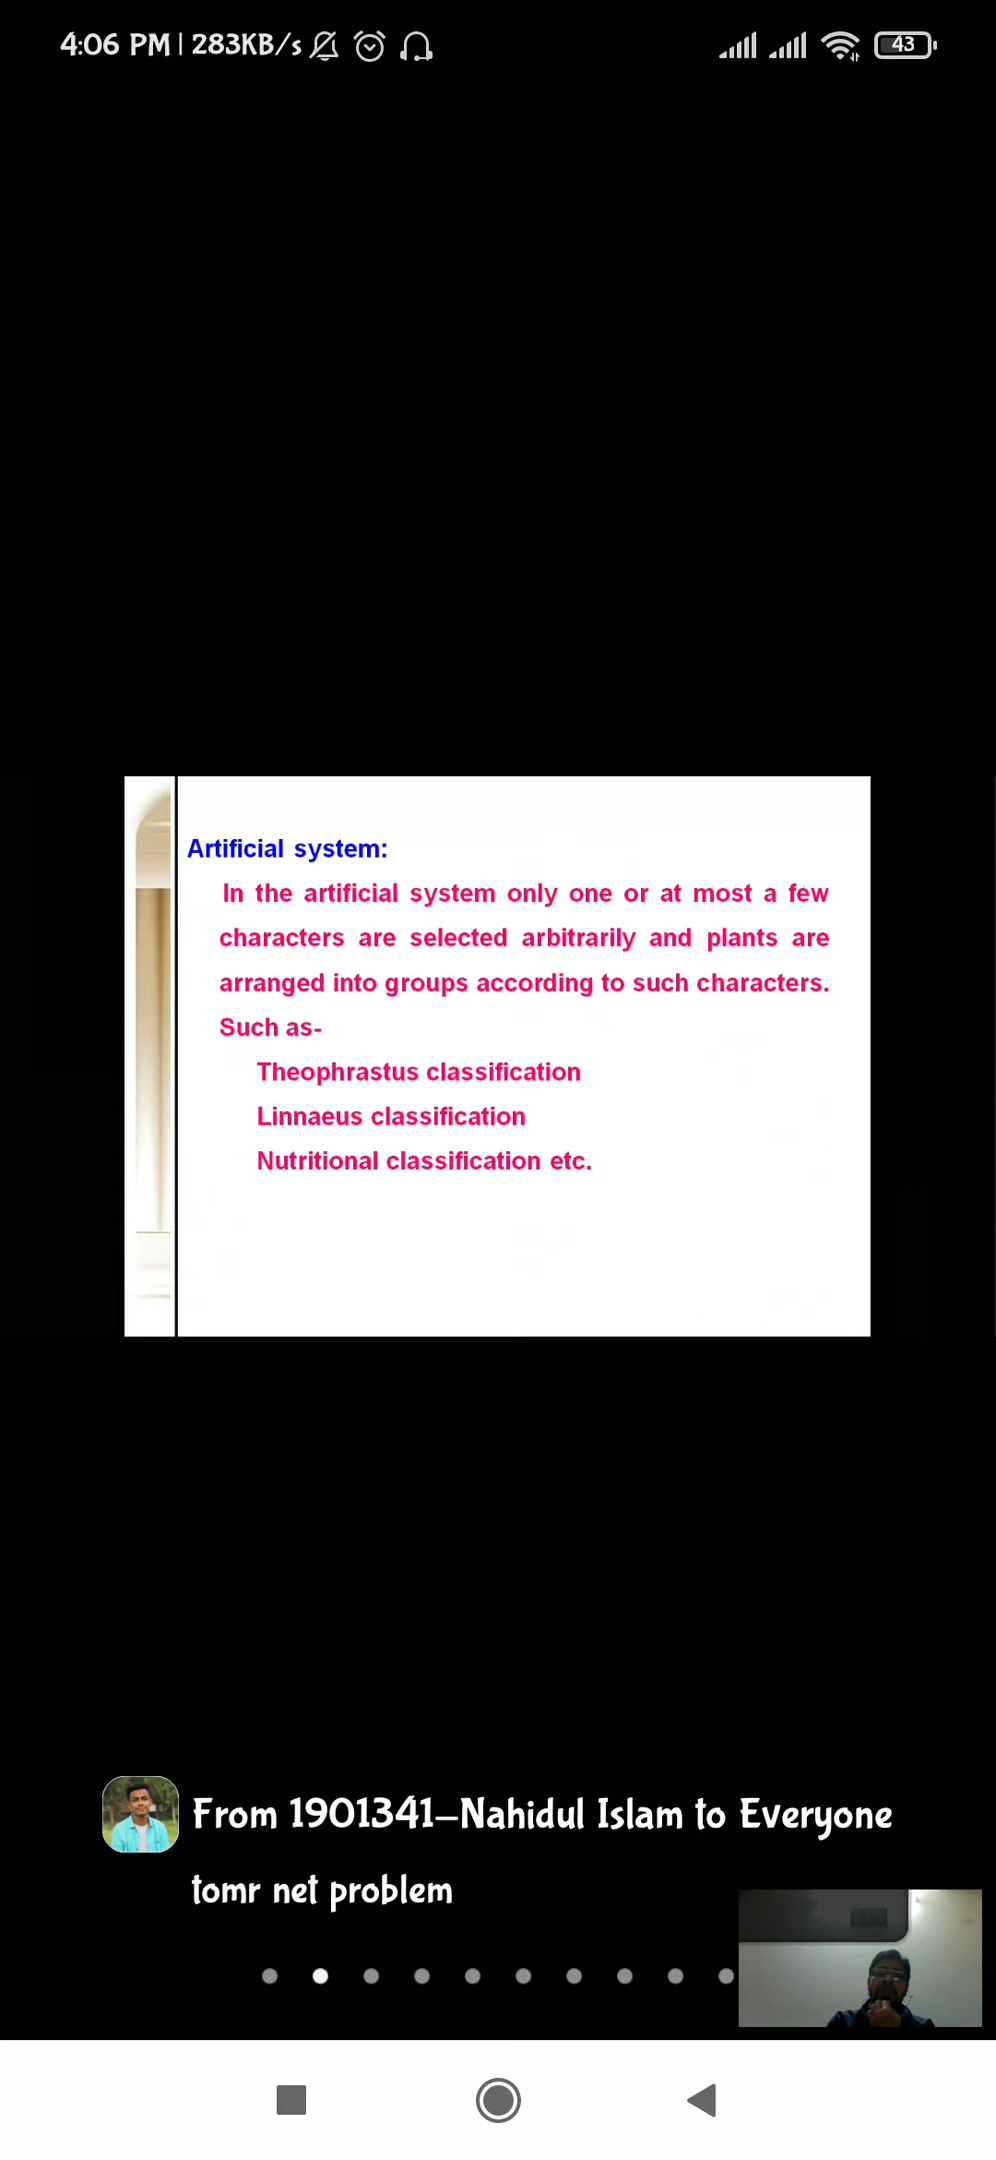 4:06 PM | 283KB/s 43
Artificial system:
In the artificial system only one or at most a few
characters are selected arbitrarily and plants are
arranged into groups according to such characters.
Such as-
Theophrastus classification
Linnaeus classification
Nutritional classification etc.
From 1901341-Nahidul Islam to Everyone
tomr net problem